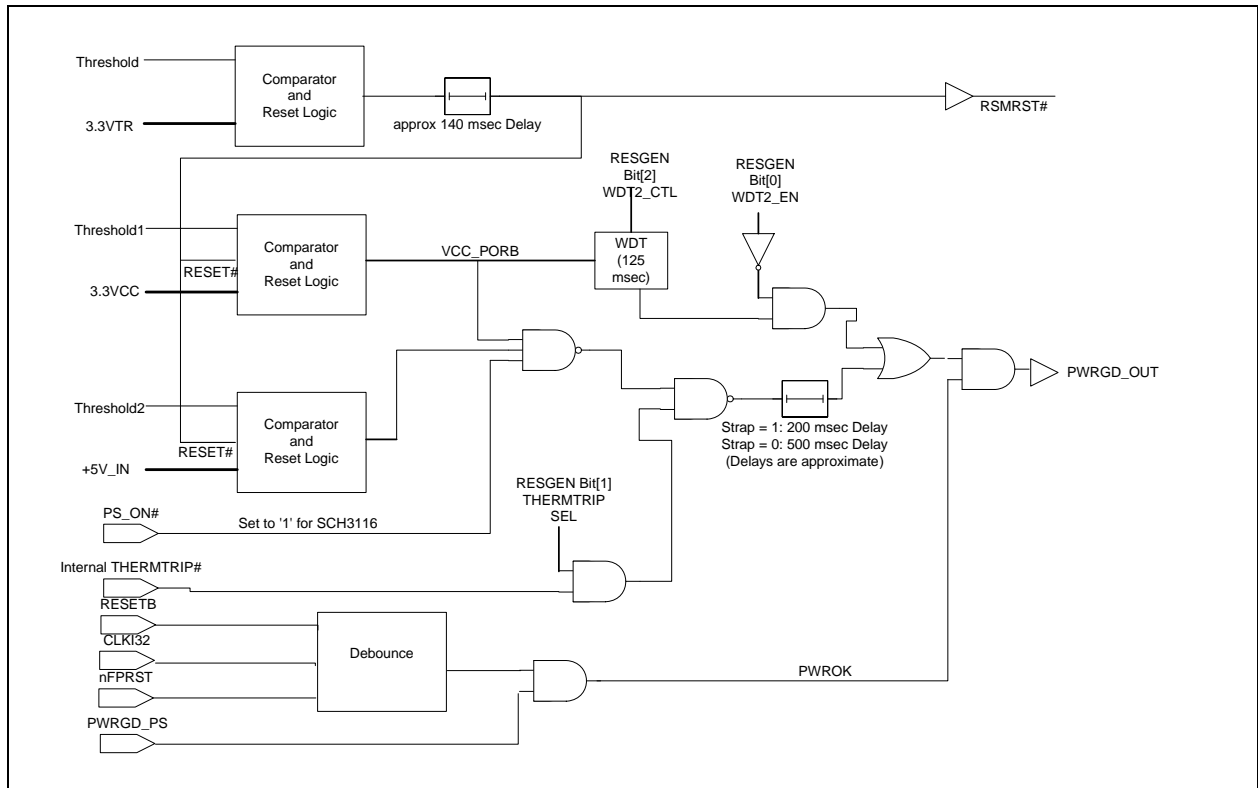 Threshold
Comparator
and
Reset Logic
3.3VTR
approx 140 msec Delay
RSMRST#
RESGEN
Bit[2]
WDT2_CTL
RESGEN
Bit[0]
WDT2_EN
Threshold1
Comparator
and
Reset Logic
RESET#
3.3VCC
VCC_PORB
WDT
(125
msec)
PWRGD_OUT
Threshold2
Comparator
and
Reset Logic
RESET#
+5V_IN
Strap = 1: 200 msec Delay
Strap = 0: 500 msec Delay
(Delays are approximate)
RESGEN Bit[1]
THERMTRIP
SEL
PS_ON#
Set to '1' for SCH3116
Internal THERMTRIP#
RESETB
CLKI32
nFPRST
Debounce
PWROK
PWRGD_PS